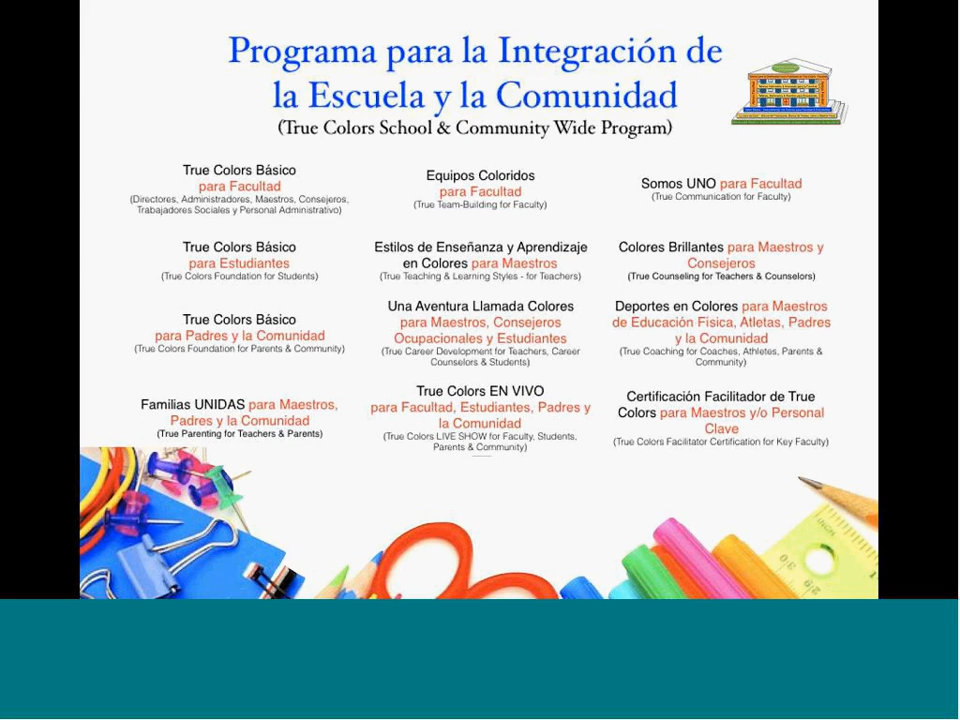 Programa para la Integración de
la Escuela y la Comunidad
(True Colors School & Community Wide Program)
True Colors Básico
para Facultad
(Directores, Administradores, Maestros, Consejeros,
Trabajadores Sociales y Personal Administrativo)
Equipos Coloridos
para Facultad
(True Team-Building for Faculty)
Somos UNO para Facultad
(True Communication for Faculty)
True Colors Básico
para Estudiantes
(True Colors Foundation for Students)
Estilos de Enseñanza y Aprendizaje
en Colores para Maestros
(True Teaching & Learning Styles - for Teachers)
Colores Brillantes para Maestros y
Consejeros
(True Counseling for Teachers & Counselors)
True Colors Básico
para Padres y la Comunidad
(True Colors Foundation for Parents & Community)
Una Aventura Llamada Colores
para Maestros, Consejeros
Ocupacionales y Estudiantes
(True Career Development for Teachers, Career
Counselors & Students)
Deportes en Colores para Maestros
de Educación Física, Atletas, Padres
y la Comunidad
(True Coaching for Coaches, Athletes, Parents &
Community)
Familias UNIDAS para Maestros,
Padres y la Comunidad
(True Parenting for Teachers & Parents)
True Colors EN VIVO
para Facultad, Estudiantes, Padres y
la Comunidad
(True Colors LIVE SHOW for Faculty, Students,
Parents & Community)
Certificación Facilitador de True
Colors para Maestros y/o Personal
Clave
(True Colors Facilitator Certification for Key Faculty)